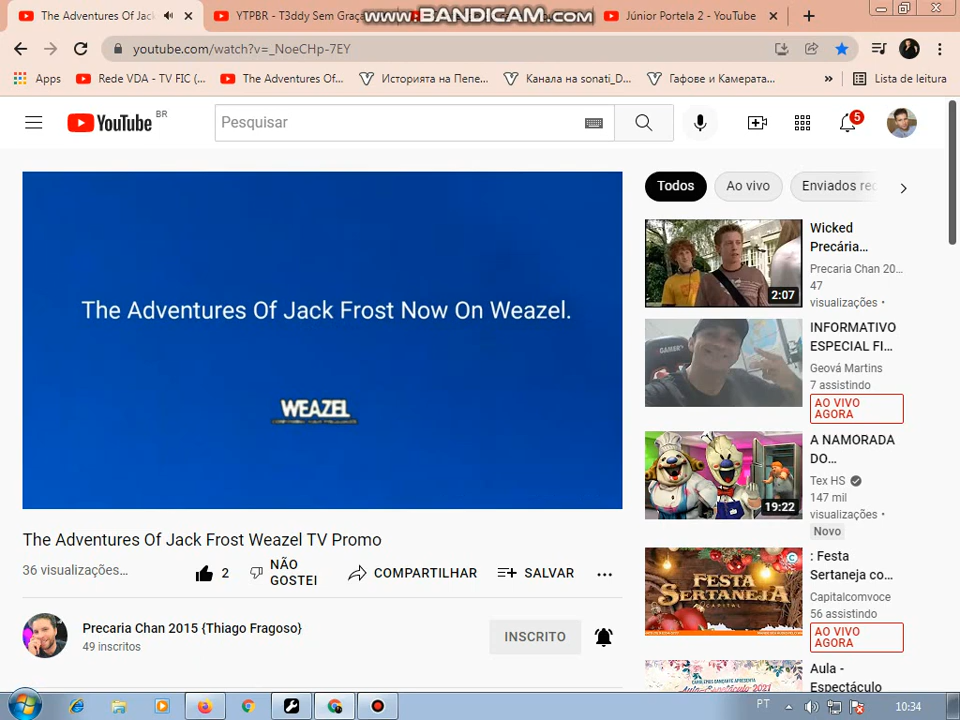 The Adventures Of Jack
YTPBR - T3ddy Sem Graça
WWW.BANDICAM.COM
Júnior Portela 2 - YouTube
youtube.com/watch?v=_NoeCHp-7EY
Apps
Rede VDA - TV FIC (...
The Adventures Of...
Историята на Пепе...
Канала на sonati_D...
Гафове и Камерата...
»
Lista de leitura
YouTube BR
Pesquisar
5
Todos
Ao vivo
Enviados rec
The Adventures Of Jack Frost Now On Weazel.
WEAZEL
Wicked
Precária...
Precaria Chan 20...
47
visualizações •
2:07
INFORMATIVO
ESPECIAL FI...
Geová Martins
7 assistindo
AO VIVO
AGORA
GAMER
A NAMORADA
DO...
Tex HS
147 mil
visualizações •
Novo
19:22
: Festa
Sertaneja co...
Capitalcomvoce
56 assistindo
AO VIVO
AGORA
FESTA
SERTANEJA
CAPITAL
Aula -
Espectáculo
Aula-Espectáculo 2021
The Adventures Of Jack Frost Weazel TV Promo
36 visualizações...
2
NÃO
GOSTEI
COMPARTILHAR
SALVAR
Precaria Chan 2015 {Thiago Fragoso}
49 inscritos
INSCRITO
PT
10:34